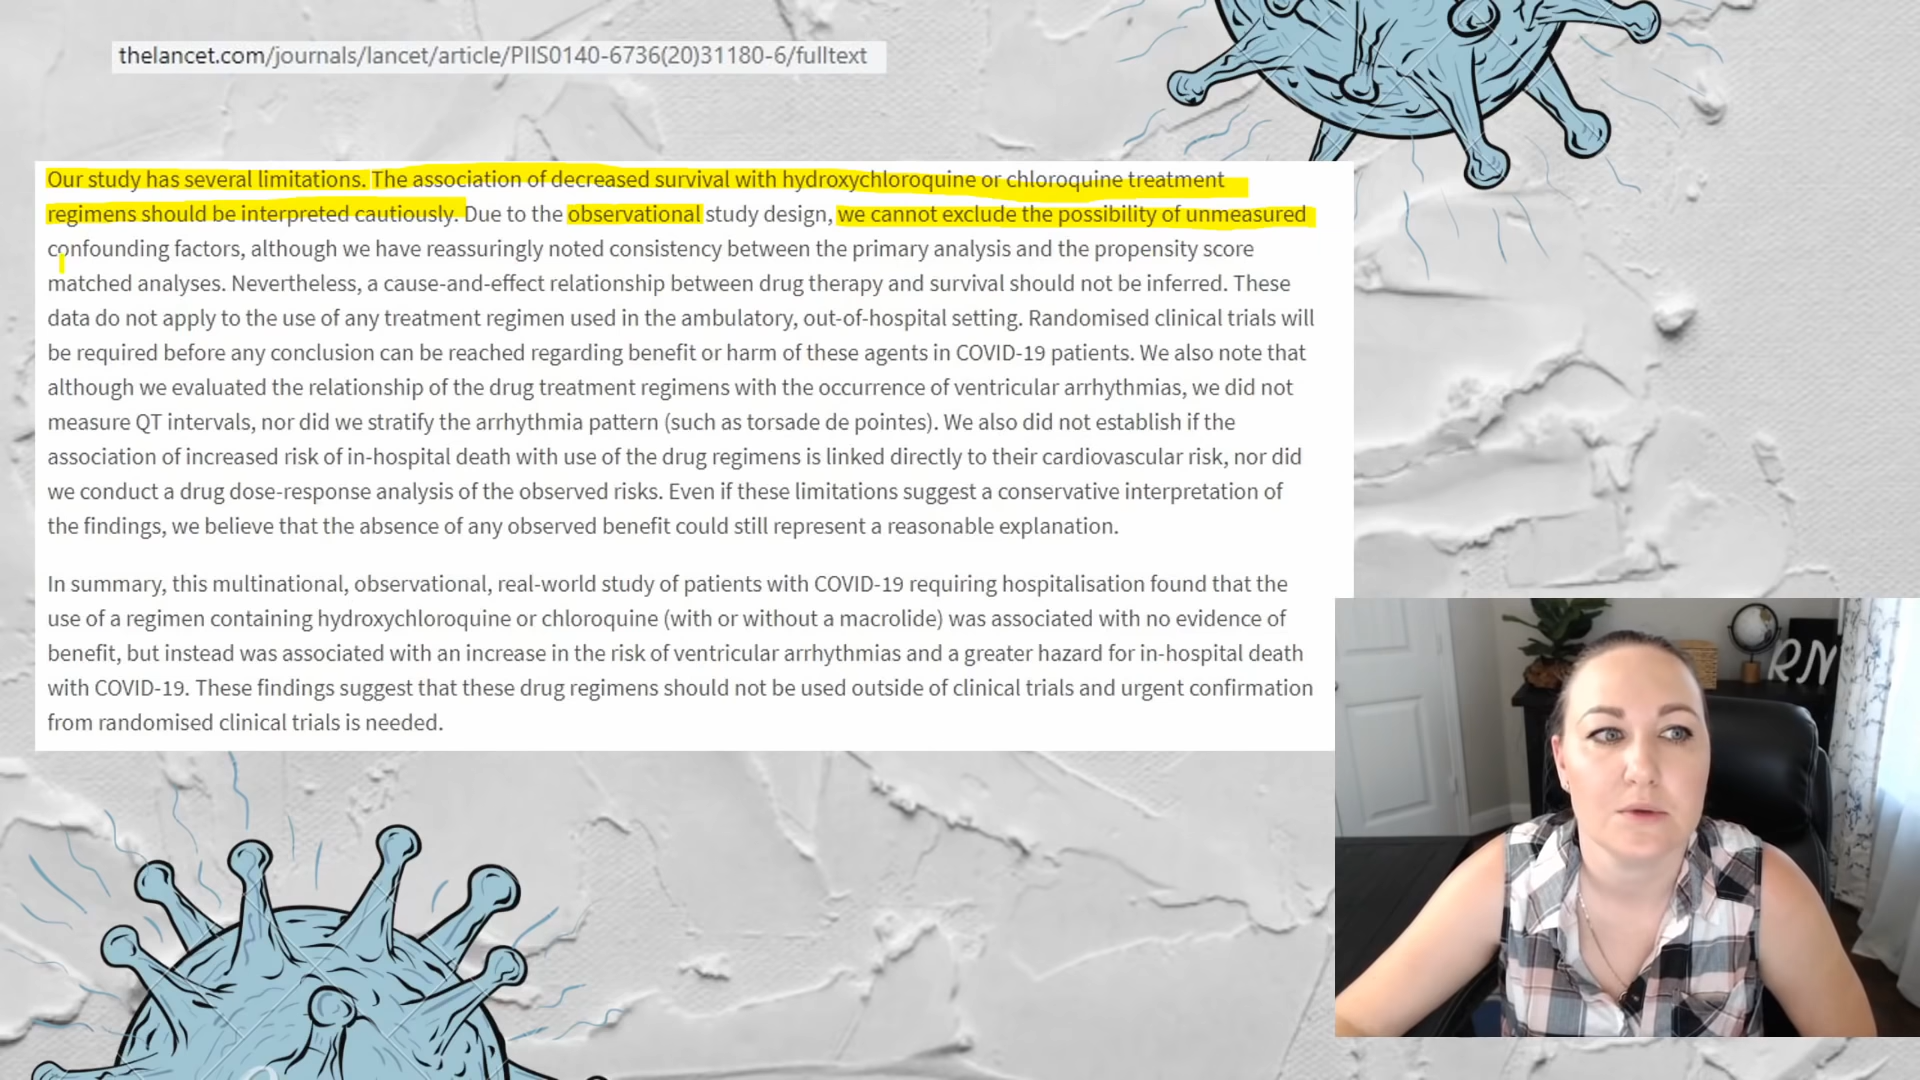 thelancet.com/journals/lancet/article/PIIS0140-6736(20)31180-6/fulltext
Our study has several limitations. The association of decreased survival with hydroxychloroquine or chloroquine treatment
regimens should be interpreted cautiously. Due to the observational study design, we cannot exclude the possibility of unmeasured
confounding factors, although we have reassuringly noted consistency between the primary analysis and the propensity score
matched analyses. Nevertheless, a cause-and-effect relationship between drug therapy and survival should not be inferred. These
data do not apply to the use of any treatment regimen used in the ambulatory, out-of-hospital setting. Randomised clinical trials will
be required before any conclusion can be reached regarding benefit or harm of these agents in COVID-19 patients. We also note that
although we evaluated the relationship of the drug treatment regimens with the occurrence of ventricular arrhythmias, we did not
measure QT intervals, nor did we stratify the arrhythmia pattern (such as torsade de pointes). We also did not establish if the
association of increased risk of in-hospital death with use of the drug regimens is linked directly to their cardiovascular risk, nor did
we conduct a drug dose-response analysis of the observed risks. Even if these limitations suggest a conservative interpretation of
the findings, we believe that the absence of any observed benefit could still represent a reasonable explanation.
In summary, this multinational, observational, real-world study of patients with COVID-19 requiring hospitalisation found that the
use of a regimen containing hydroxychloroquine or chloroquine (with or without a macrolide) was associated with no evidence of
benefit, but instead was associated with an increase in the risk of ventricular arrhythmias and a greater hazard for in-hospital death
with COVID-19. These findings suggest that these drug regimens should not be used outside of clinical trials and urgent confirmation
from randomised clinical trials is needed.
RN